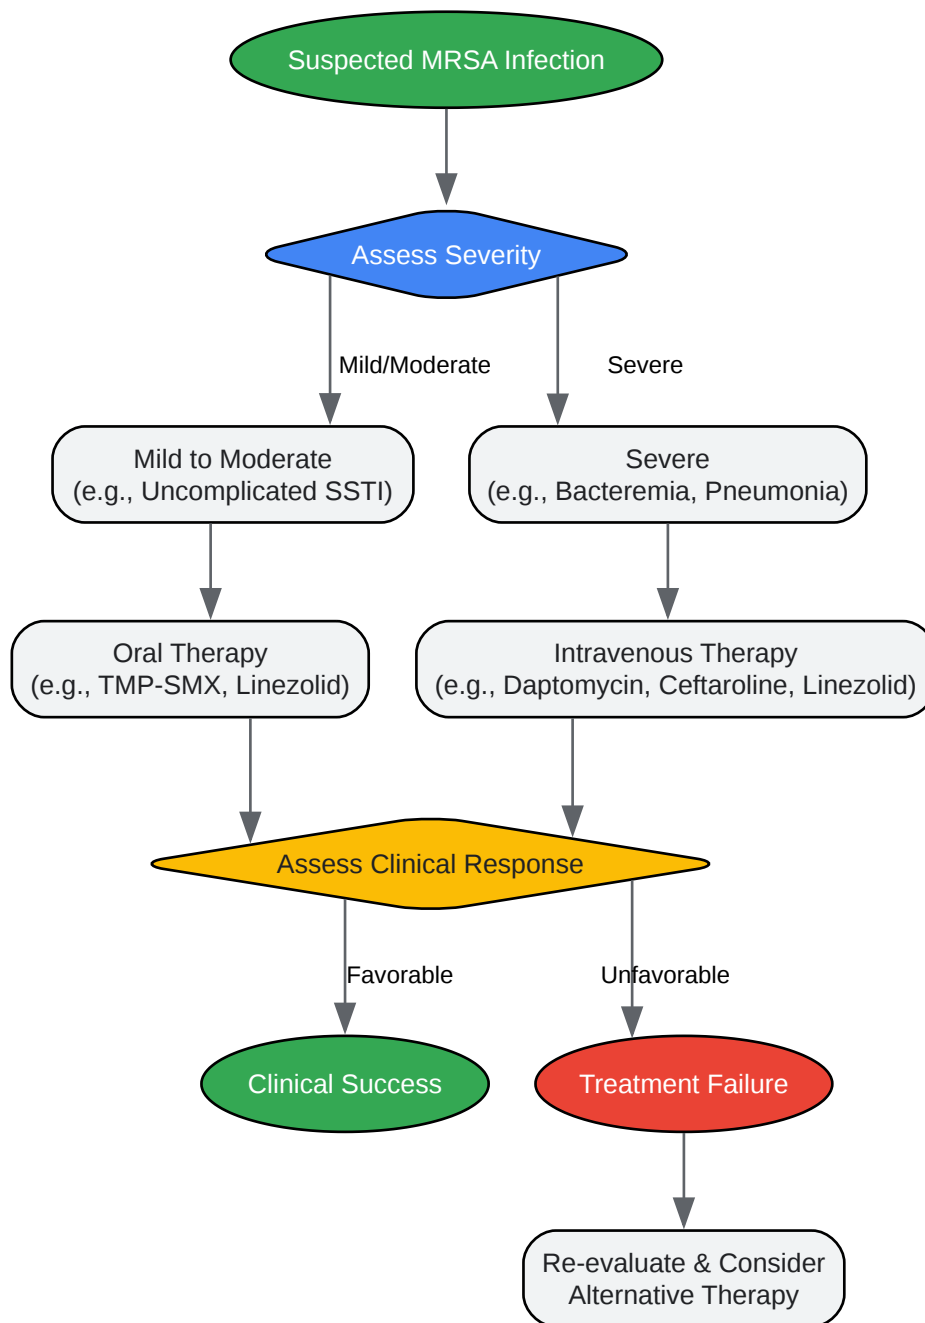 Suspected MRSA Infection
Assess Severity
Mild/Moderate
Severe
Mild to Moderate
(e.g., Uncomplicated SSTI)
Severe
(e.g., Bacteremia, Pneumonia)
Oral Therapy
(e.g., TMP-SMX, Linezolid)
Intravenous Therapy
(e.g., Daptomycin, Ceftaroline, Linezolid)
Assess Clinical Response
Favorable
Unfavorable
Clinical Success
Treatment Failure
Re-evaluate & Consider
Alternative Therapy